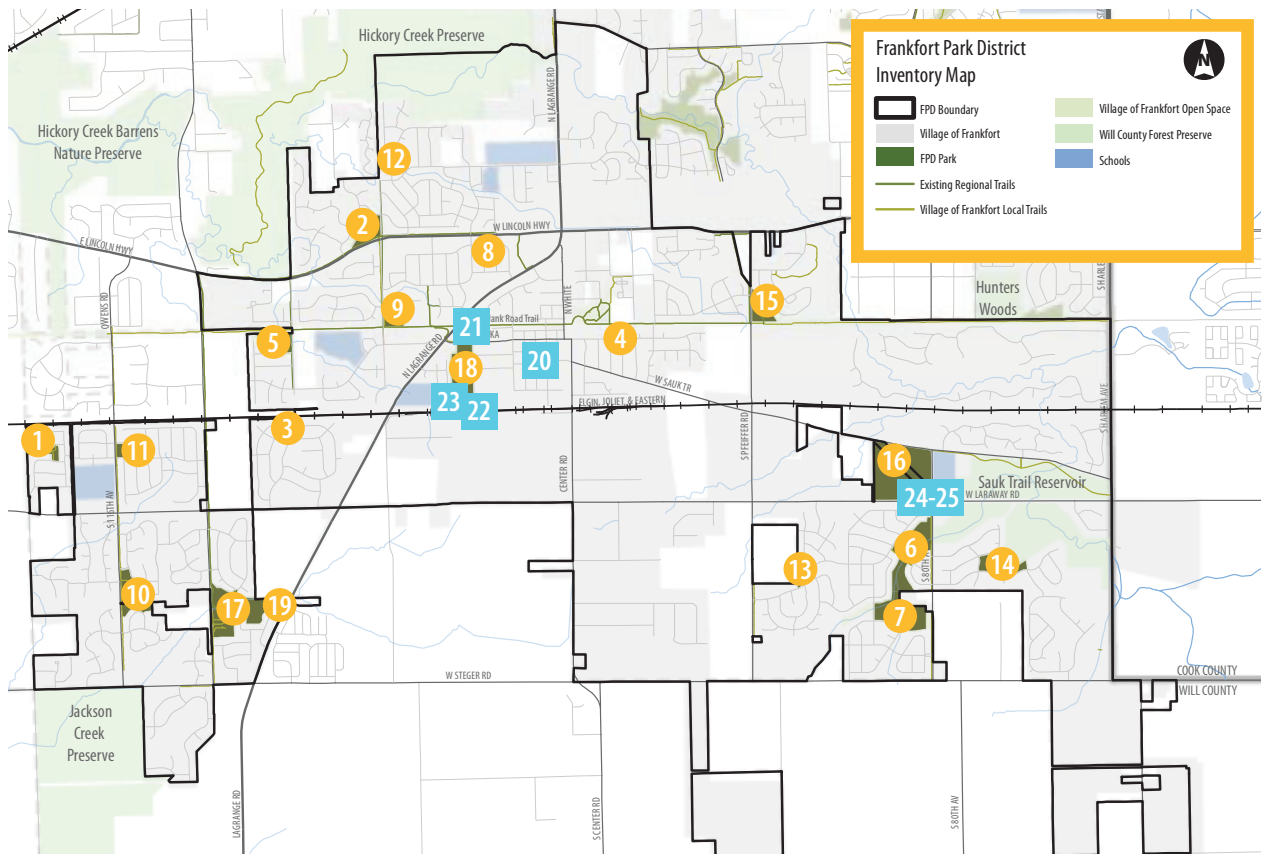 Hickory Creek Preserve
Frankfort Park District
Inventory Map
N
FPD Boundary
Village of Frankfort
FPD Park
Existing Regional Trails
Village of Frankfort Local Trails
Village of Frankfort Open Space
Will County Forest Preserve
Schools
Hickory Creek Barrens
Nature Preserve
N LAGRANGE RD
12
2
W LINCOLN HWY
E LINCOLN HWY
8
OWENS RD
Hunters
Woods
15
9
ank Road Trail
N WHITE
21
KA
5
4
20
N LAGRANGE RD
18
W SAUK TR
S HARLEM AVE
23
22
ELGIN, JOLIET, & EASTERN
3
S PFEIFFER RD
1
11
16
CENTER RD
Sauk Trail Reservoir
24-25
W LARAWAY RD
S 116TH AV
6
S 80TH AV
14
13
10
17
19
7
W STEGER RD
COOK COUNTY
WILL COUNTY
Jackson
Creek
Preserve
LAGRANGE RD
S CENTER RD
S 80TH AV